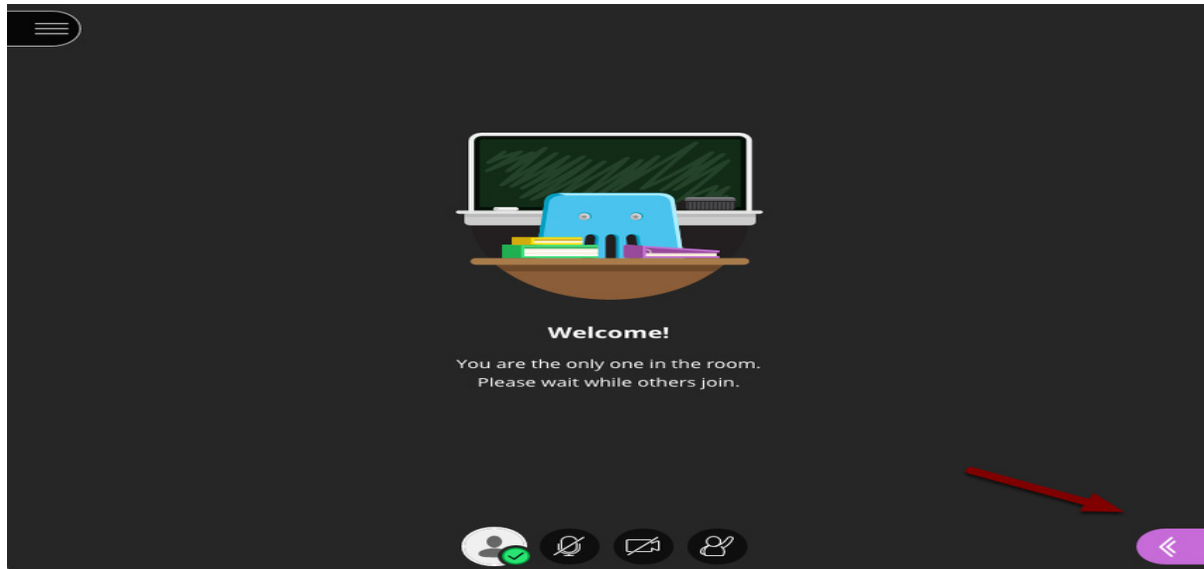 Welcome!
You are the only one in the room.
Please wait while others join.